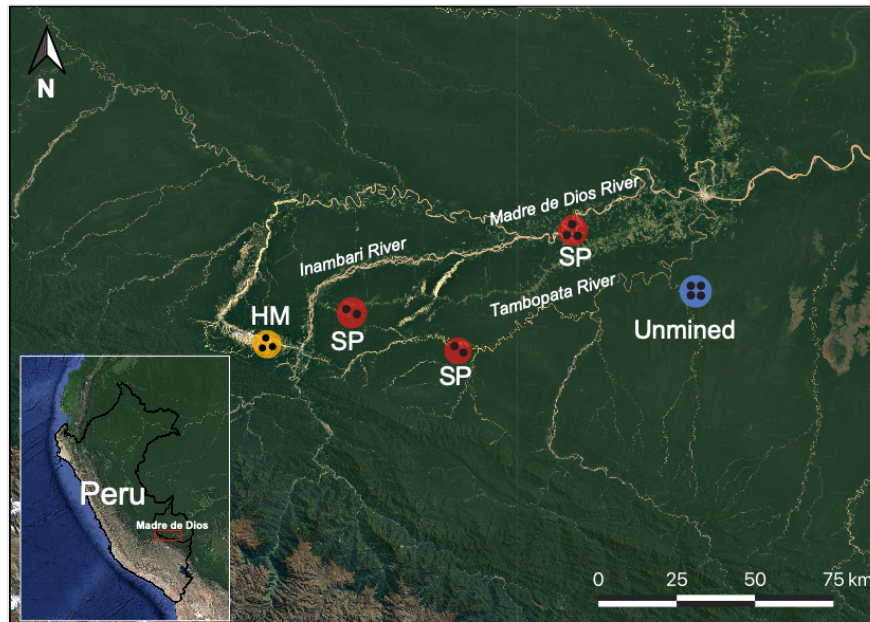 N
Madre de Dios River
Inambari River
SP
Tambopata River
HM
SP
SP
Unmined
Peru
Madre de Dios
0 25 50 75 km